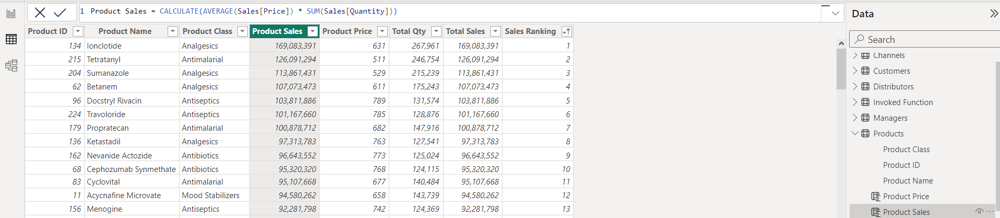 1 Product Sales = CALCULATE(AVERAGE(Sales[Price]) * SUM(Sales[Quantity]))
Product ID Product Name Product Class Product Sales Product Price Total Qty Total Sales Sales Ranking
134 Ionclotide Analgesics 169,083,391 631 267,961 169,083,391 1
215 Tetratanyl Antimalarial 126,091,294 511 246,754 126,091,294 2
204 Sumanazole Analgesics 113,861,431 529 215,239 113,861,431 3
62 Betanem Analgesics 107,073,473 611 175,243 107,073,473 4
96 Docstryl Rivacin Antiseptics 103,811,886 789 131,574 103,811,886 5
224 Travoloride Antiseptics 101,167,660 785 128,876 101,167,660 6
179 Propratecan Antimalarial 100,878,712 682 147,916 100,878,712 7
136 Ketastadil Analgesics 97,313,783 763 127,541 97,313,783 8
162 Nevanide Actozide Antibiotics 96,643,552 773 125,024 96,643,552 9
68 Cephozumab Synmethate Antibiotics 95,320,320 768 124,115 95,320,320 10
83 Cyclovital Antimalarial 95,107,668 677 140,484 95,107,668 11
11 Acycnafine Microvate Mood Stabilizers 94,580,262 658 143,739 94,580,262 12
156 Menogine Antiseptics 92,281,798 742 124,369 92,281,798 13
Data
Search
Channels
Customers
Distributors
Invoked Function
Managers
Products
Product Class
Product ID
Product Name
Product Price
Product Sales